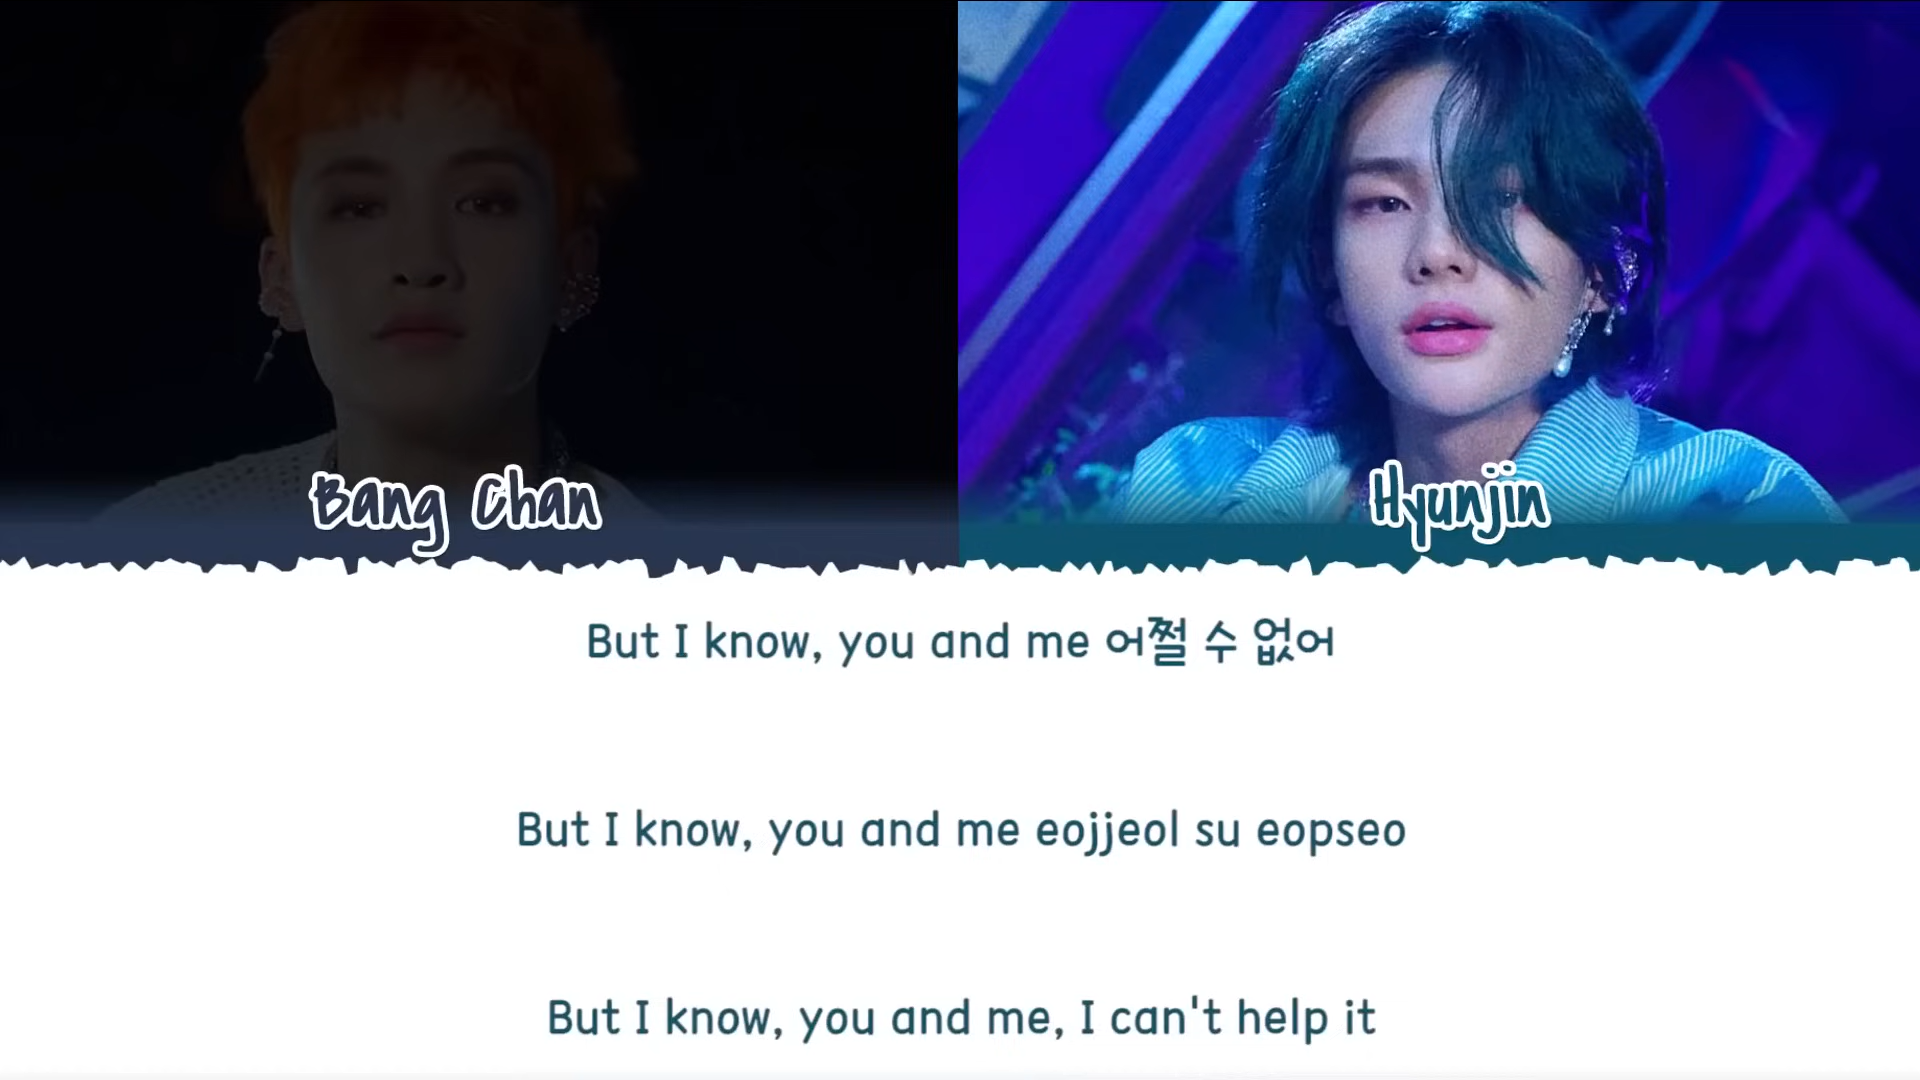 Bang Chan
Hyunjin
But I know, you and me 어쩔 수 없어
But I know, you and me eojjeol su eopseo
But I know, you and me, I can't help it